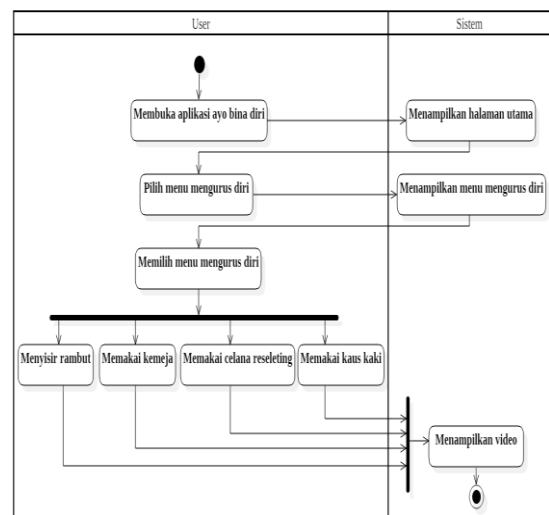 User
Sistem
Membuka aplikasi ayo bina diri
Menampilkan halaman utama
Pilih menu mengurus diri
Menampilkan menu mengurus diri
Memilih menu mengurus diri
Menyisir rambut
Memakai kemeja
Memakai celana reseleting
Memakai kaus kaki
Menampilkan video